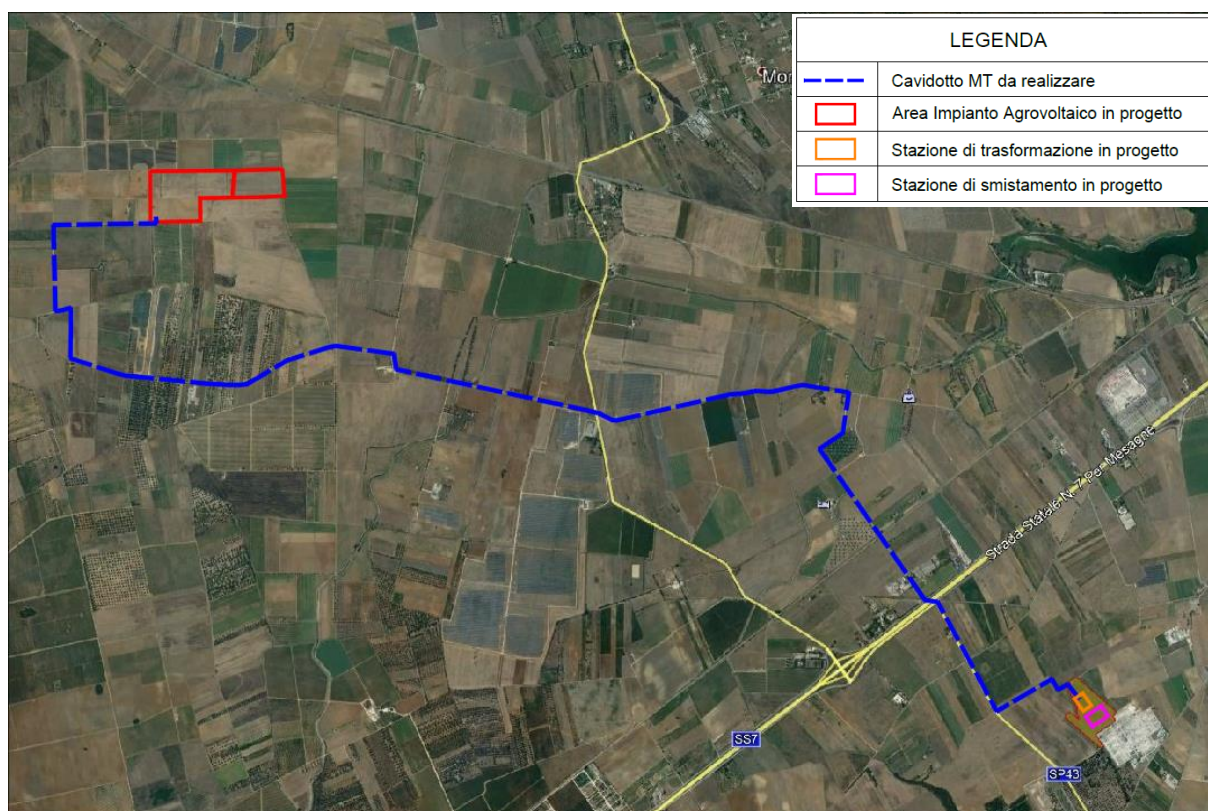 LEGENDA
Cavidotto MT da realizzare
Area Impianto Agrovoltaico in progetto
Stazione di trasformazione in progetto
Stazione di smistamento in progetto
Mor
Strada Statale N. 7 Per Mesagne
SS7
SP43